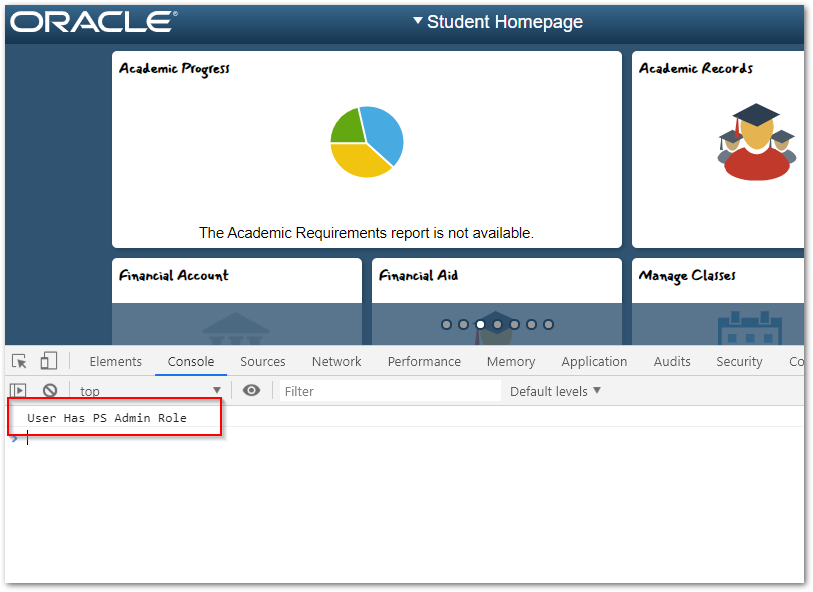 ORACLE®
Student Homepage
Academic Progress
Academic Records
The Academic Requirements report is not available.
Financial Account
Financial Aid
Manage Classes
Elements Console Sources Network Performance Memory Application Audits Security Co
top Filter Default levels
User Has PS Admin Role